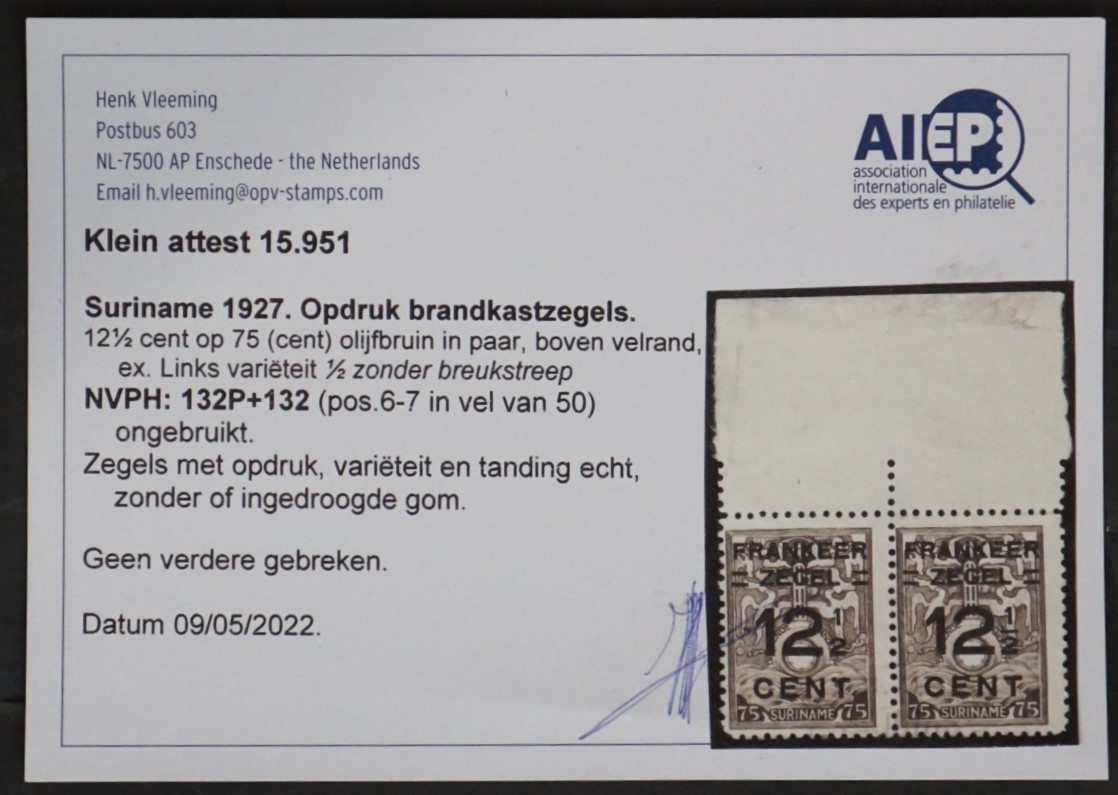 Henk Vleeming
Postbus 603
NL-7500 AP Enschede - the Netherlands
Email h.vleeming@opv-stamps.com
AIEP
association
internationale
des experts en philatelie
Klein attest 15.951
Suriname 1927. Opdruk brandkastzegels.
12½ cent op 75 (cent) olijfbruin in paar, boven velrand,
ex. Links variëteit ½ zonder breukstreep
NVPH: 132P+132 (pos.6-7 in vel van 50)
ongebruikt.
Zegels met opdruk, variëteit en tanding echt,
zonder of ingedroogde gom.
Geen verdere gebreken.
Datum 09/05/2022.
FRANKEER
ZEGEL
12 1 2
CENT
75 SURINAME 75
FRANKEER
ZEGEL
12½
CENT
75 SURINAME 75